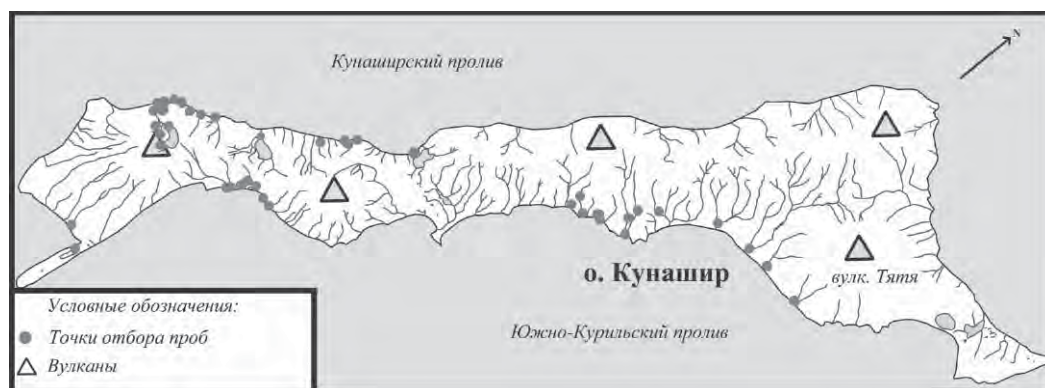 Кунаширский пролив
N
о. Кунашир
вулк. Тятя
Южно-Курильский пролив
Условные обозначения:
Точки отбора проб
Вулканы